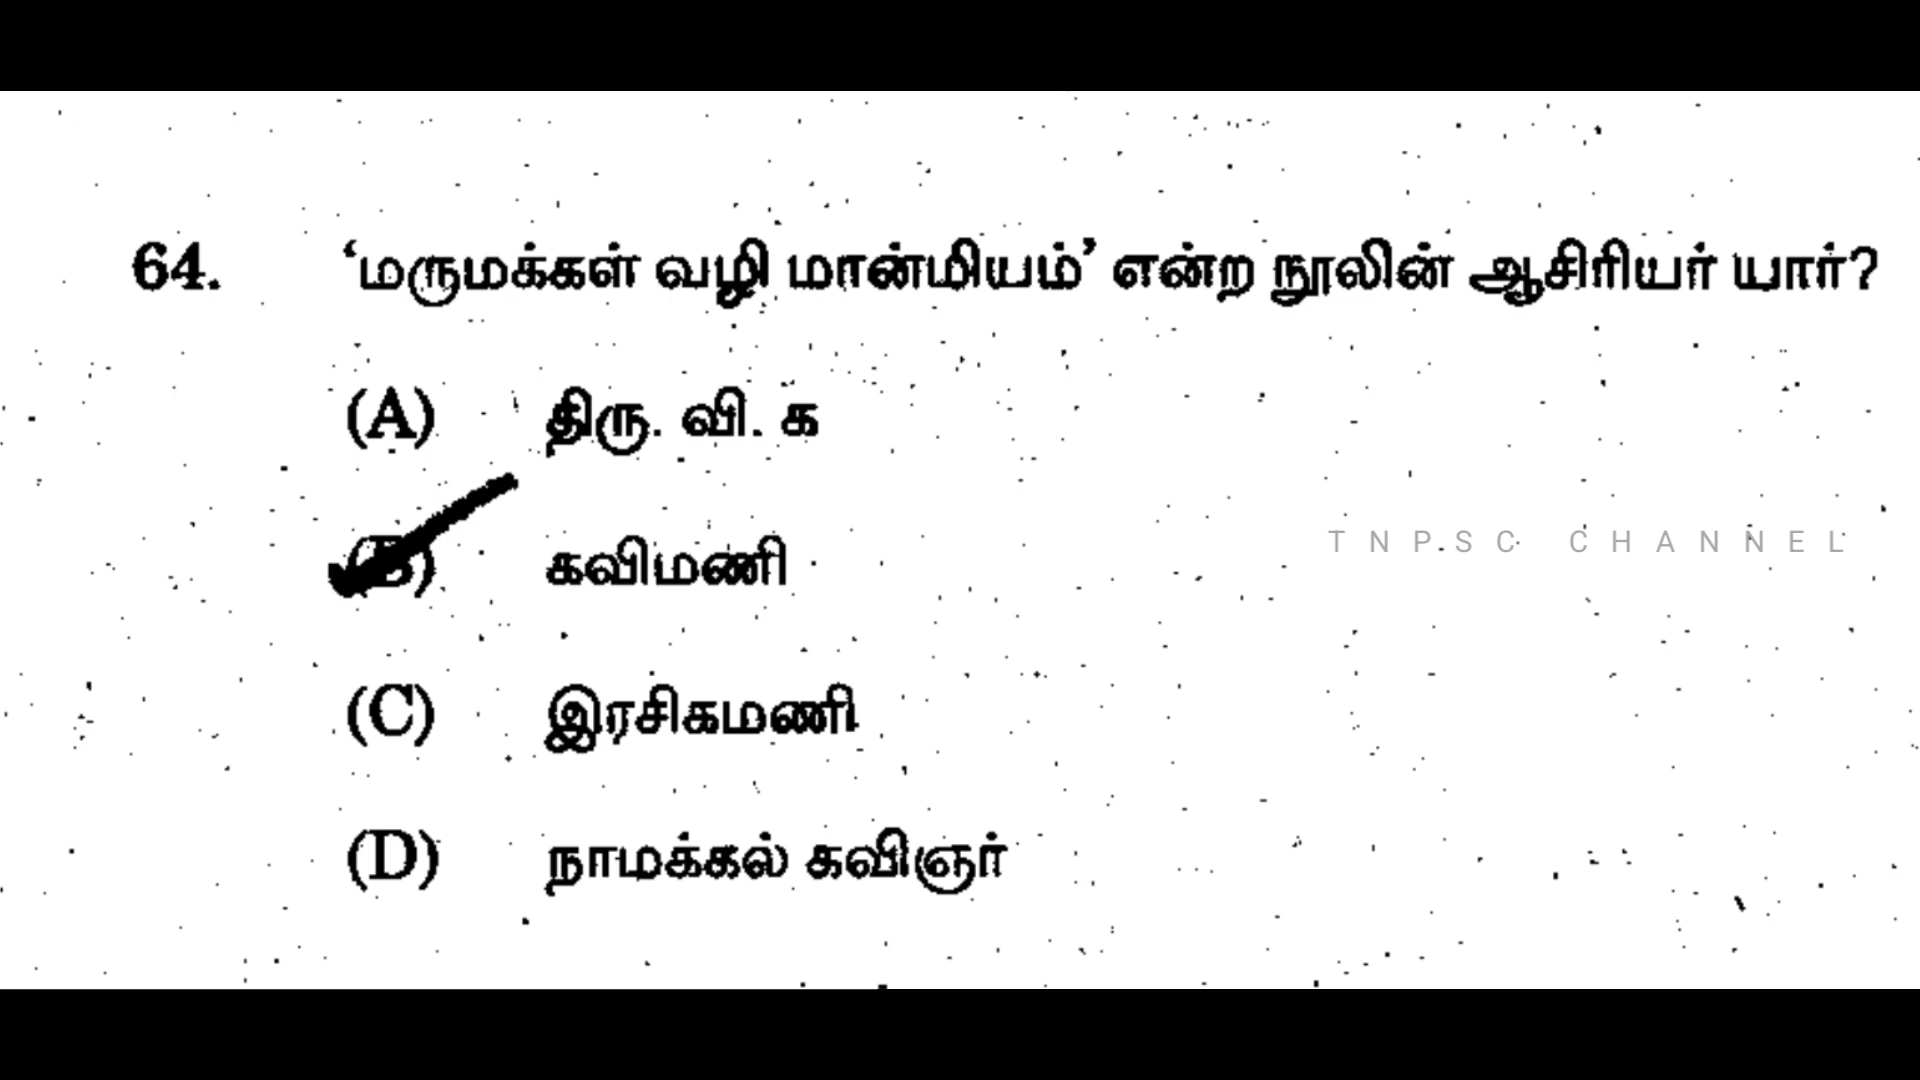 64. ‘மருமக்கள் வழி மான்மியம்’ என்ற நூலின் ஆசிரியர் யார்?
(A) திரு. வி. க
(B) கவிமணி
TNPSC CHANNEL
(C) இரசிகமணி
(D) நாமக்கல் கவிஞர்